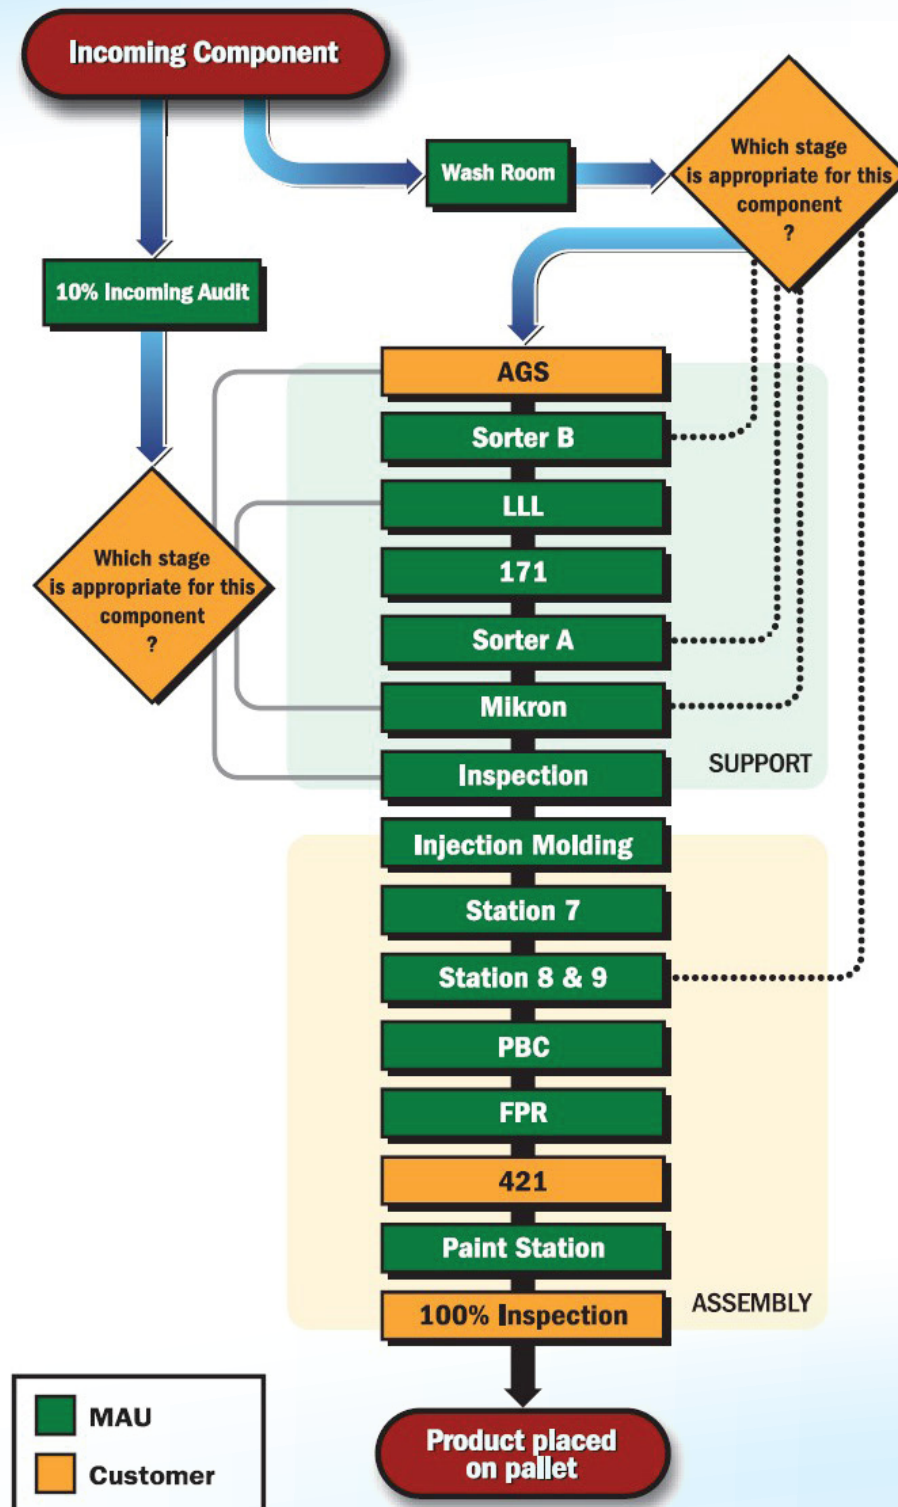 Incoming Component
Wash Room
Which stage
is appropriate for this
component
?
10% Incoming Audit
Which stage
is appropriate for this
component
?
AGS
Sorter B
LLL
171
Sorter A
Mikron
Inspection
SUPPORT
Injection Molding
Station 7
Station 8 & 9
PBC
FPR
421
Paint Station
100% Inspection
ASSEMBLY
Product placed
on pallet
MAU
Customer